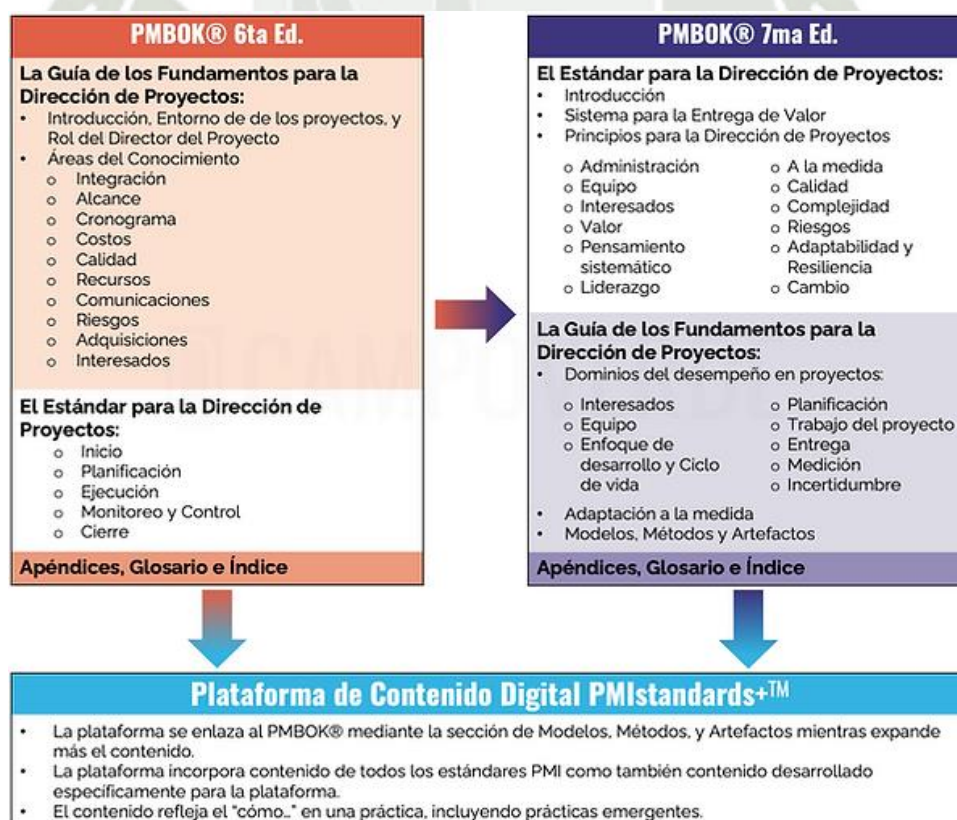 PMBOK® 6ta Ed.
La Guía de los Fundamentos para la
Dirección de Proyectos:
• Introducción, Entorno de de los proyectos, y
Rol del Director del Proyecto
• Áreas del Conocimiento
o Integración
o Alcance
o Cronograma
o Costos
o Calidad
o Recursos
o Comunicaciones
o Riesgos
o Adquisiciones
o Interesados
El Estándar para la Dirección de
Proyectos:
o Inicio
o Planificación
o Ejecución
o Monitoreo y Control
o Cierre
Apéndices, Glosario e Índice
PMBOK® 7ma Ed.
El Estándar para la Dirección de Proyectos:
• Introducción
• Sistema para la Entrega de Valor
• Principios para la Dirección de Proyectos
o Administración
o Equipo
o Interesados
o Valor
o Pensamiento
sistemático
o Liderazgo
o A la medida
o Calidad
o Complejidad
o Riesgos
o Adaptabilidad y
Resiliencia
o Cambio
La Guía de los Fundamentos para la
Dirección de Proyectos:
• Dominios del desempeño en proyectos:
o Interesados
o Equipo
o Enfoque de
desarrollo y Ciclo
de vida
o Planificación
o Trabajo del proyecto
o Entrega
o Medición
o Incertidumbre
• Adaptación a la medida
• Modelos, Métodos y Artefactos
Apéndices, Glosario e Índice
Plataforma de Contenido Digital PMIstandards+™
• La plataforma se enlaza al PMBOK® mediante la sección de Modelos, Métodos, y Artefactos mientras expande
más el contenido.
• La plataforma incorpora contenido de todos los estándares PMI como también contenido desarrollado
específicamente para la plataforma.
• El contenido refleja el "cómo..." en una práctica, incluyendo prácticas emergentes.